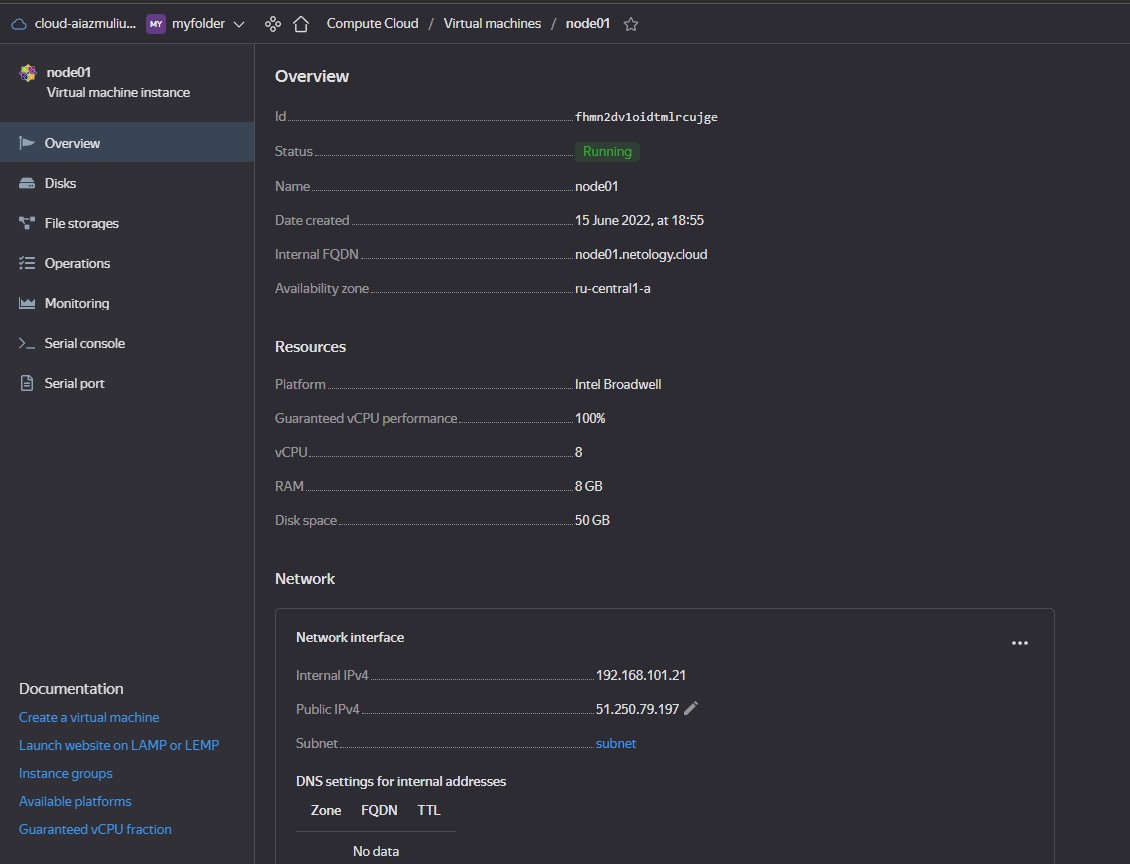 cloud-aiazmuliu... MY myfolder Compute Cloud / Virtual machines / node01
node01
Virtual machine instance
Overview
Disks
File storages
Operations
Monitoring
Serial console
Serial port
Documentation
Create a virtual machine
Launch website on LAMP or LEMP
Instance groups
Available platforms
Guaranteed vCPU fraction
Overview
Id fhmn2dv1oidtmlrcujge
Status Running
Name node01
Date created 15 June 2022, at 18:55
Internal FQDN node01.netology.cloud
Availability zone ru-central1-a
Resources
Platform Intel Broadwell
Guaranteed vCPU performance 100%
vCPU 8
RAM 8 GB
Disk space 50 GB
Network
Network interface
Internal IPv4 192.168.101.21
Public IPv4 51.250.79.197
Subnet subnet
DNS settings for internal addresses
Zone FQDN TTL
No data